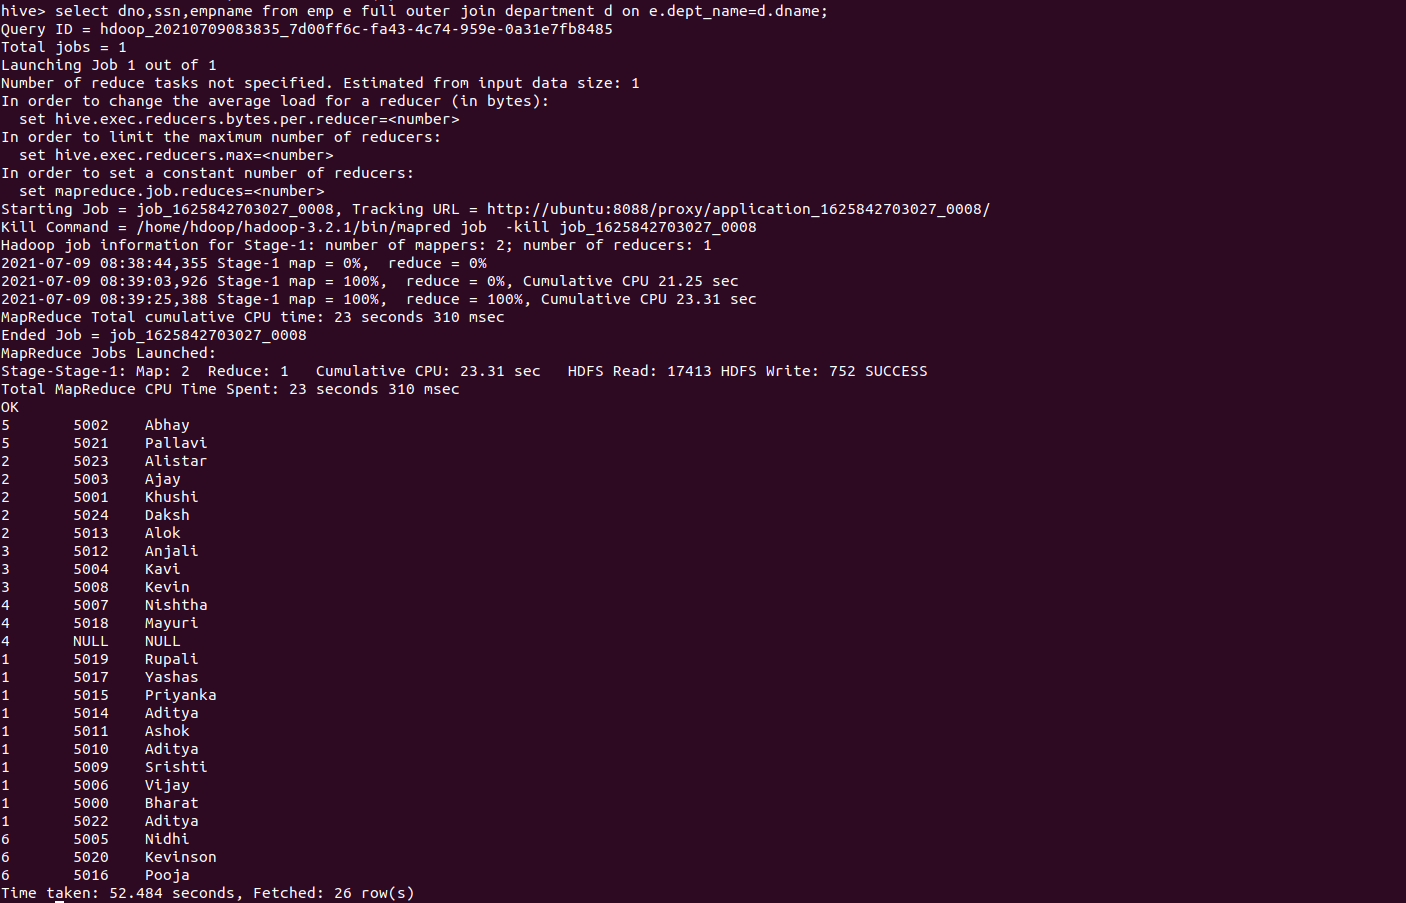 hive> select dno,ssn,empname from emp e full outer join department d on e.dept_name=d.dname;
Query ID = hdoop_20210709083835_7d00ff6c-fa43-4c74-959e-0a31e7fb8485
Total jobs = 1
Launching Job 1 out of 1
Number of reduce tasks not specified. Estimated from input data size: 1
In order to change the average load for a reducer (in bytes):
  set hive.exec.reducers.bytes.per.reducer=<number>
In order to limit the maximum number of reducers:
  set hive.exec.reducers.max=<number>
In order to set a constant number of reducers:
  set mapreduce.job.reduces=<number>
Starting Job = job_1625842703027_0008, Tracking URL = http://ubuntu:8088/proxy/application_1625842703027_0008/
Kill Command = /home/hdoop/hadoop-3.2.1/bin/mapred job  -kill job_1625842703027_0008
Hadoop job information for Stage-1: number of mappers: 2; number of reducers: 1
2021-07-09 08:38:44,355 Stage-1 map = 0%,  reduce = 0%
2021-07-09 08:39:03,926 Stage-1 map = 100%,  reduce = 0%, Cumulative CPU 21.25 sec
2021-07-09 08:39:25,388 Stage-1 map = 100%,  reduce = 100%, Cumulative CPU 23.31 sec
MapReduce Total cumulative CPU time: 23 seconds 310 msec
Ended Job = job_1625842703027_0008
MapReduce Jobs Launched:
Stage-Stage-1: Map: 2  Reduce: 1   Cumulative CPU: 23.31 sec   HDFS Read: 17413 HDFS Write: 752 SUCCESS
Total MapReduce CPU Time Spent: 23 seconds 310 msec
OK
5	5002	Abhay
5	5021	Pallavi
2	5023	Alistar
2	5003	Ajay
2	5001	Khushi
2	5024	Daksh
2	5013	Alok
3	5012	Anjali
3	5004	Kavi
3	5008	Kevin
4	5007	Nishtha
4	5018	Mayuri
4	NULL	NULL
1	5019	Rupali
1	5017	Yashas
1	5015	Priyanka
1	5014	Aditya
1	5011	Ashok
1	5010	Aditya
1	5009	Srishti
1	5006	Vijay
1	5000	Bharat
1	5022	Aditya
6	5005	Nidhi
6	5020	Kevinson
6	5016	Pooja
Time taken: 52.484 seconds, Fetched: 26 row(s)